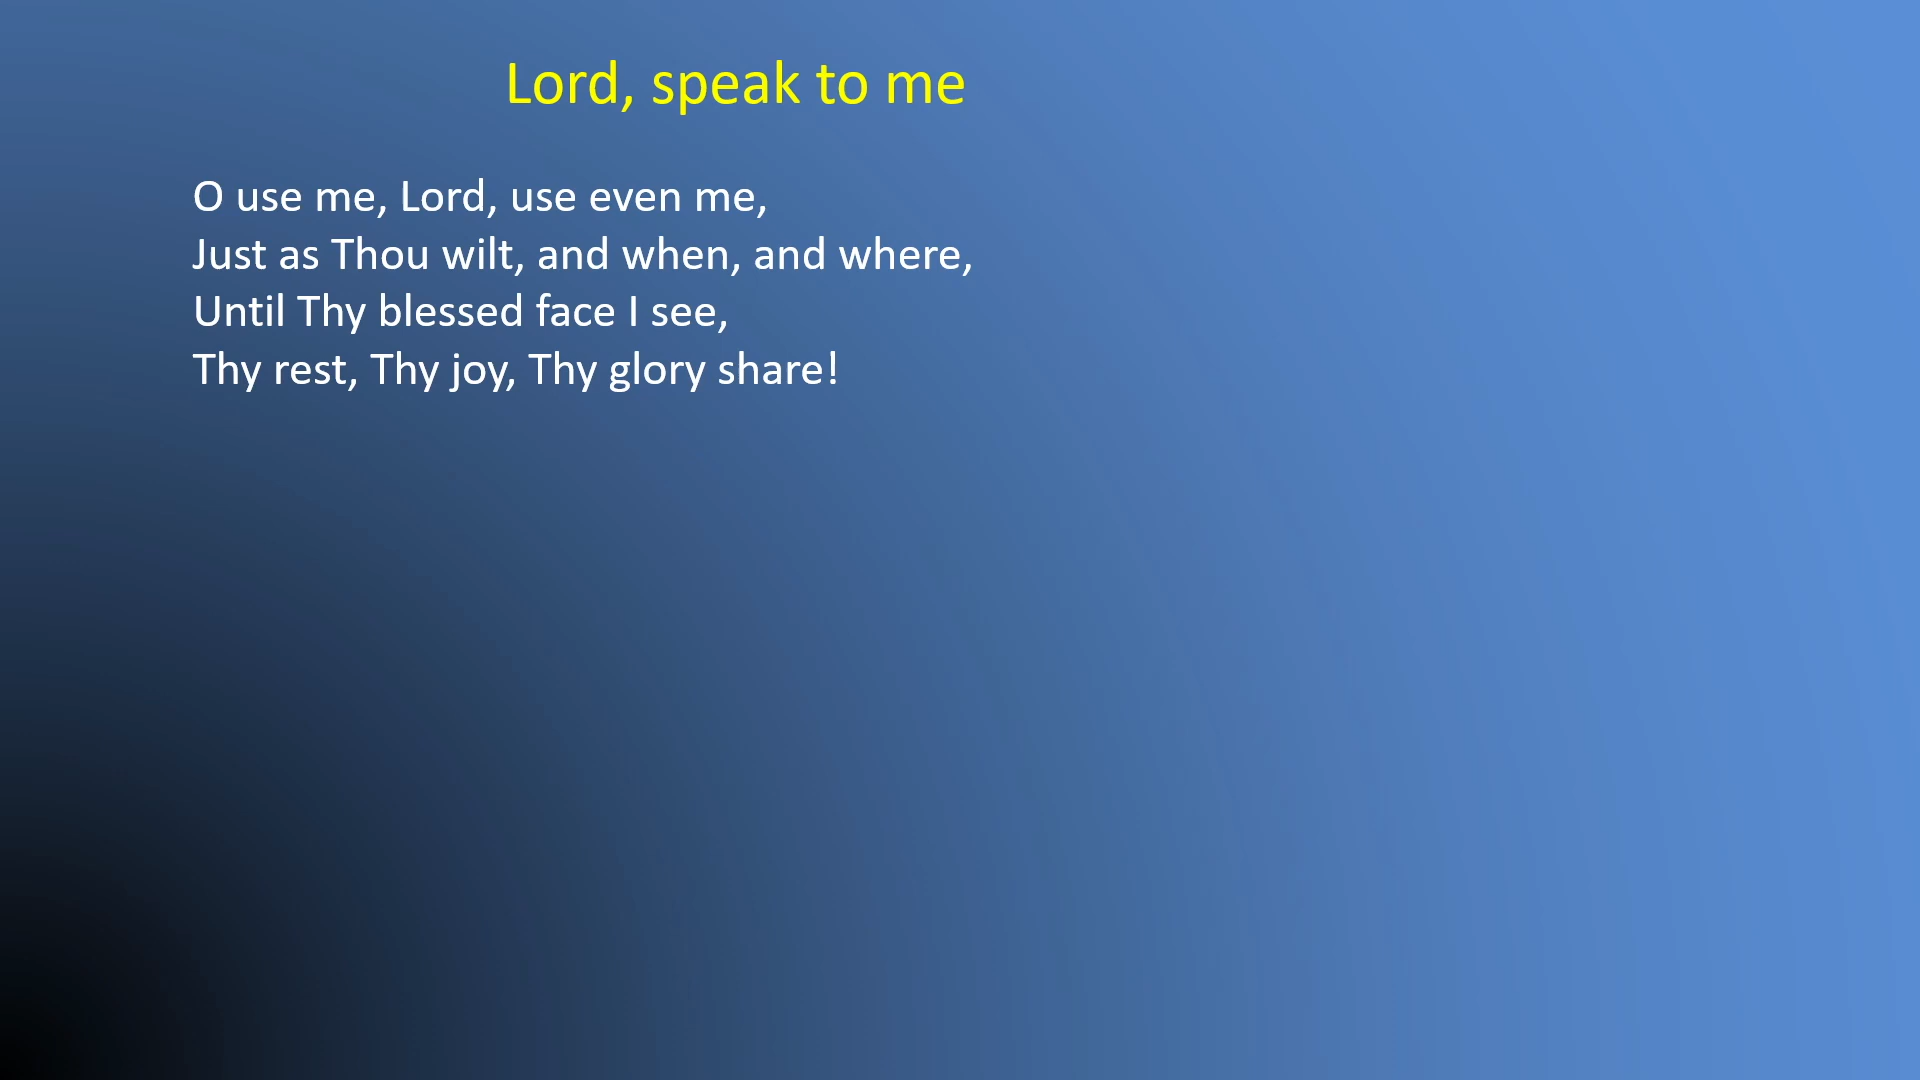 Lord, speak to me
O use me, Lord, use even me,
Just as Thou wilt, and when, and where,
Until Thy blessed face I see,
Thy rest, Thy joy, Thy glory share!